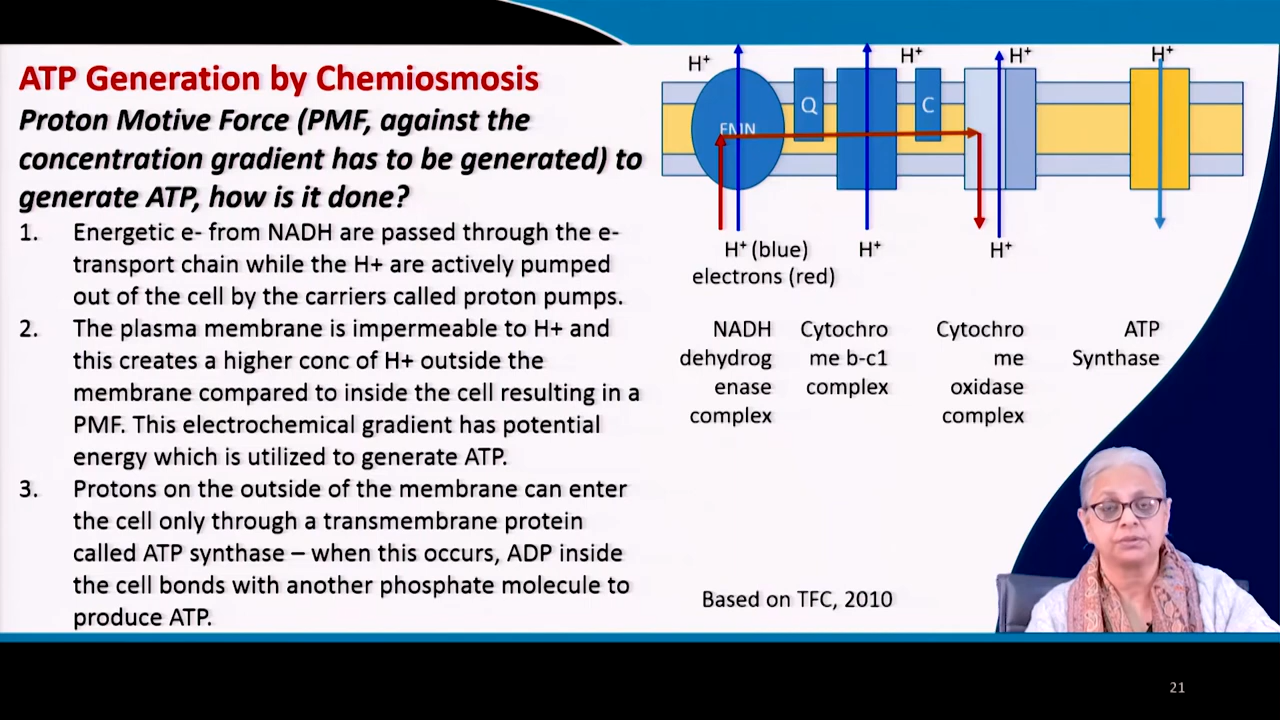 ATP Generation by Chemiosmosis
Proton Motive Force (PMF, against the
concentration gradient has to be generated) to
generate ATP, how is it done?
1. Energetic e- from NADH are passed through the e-
transport chain while the H+ are actively pumped
out of the cell by the carriers called proton pumps.
2. The plasma membrane is impermeable to H+ and
this creates a higher conc of H+ outside the
membrane compared to inside the cell resulting in a
PMF. This electrochemical gradient has potential
energy which is utilized to generate ATP.
3. Protons on the outside of the membrane can enter
the cell only through a transmembrane protein
called ATP synthase – when this occurs, ADP inside
the cell bonds with another phosphate molecule to
produce ATP.
H⁺
H⁺
H⁺
H⁺
FMN
Q
C
H⁺ (blue)
electrons (red)
H⁺
H⁺
NADH
dehydrog
enase
complex
Cytochro
me b-c1
complex
Cytochro
me
oxidase
complex
ATP
Synthase
Based on TFC, 2010
21